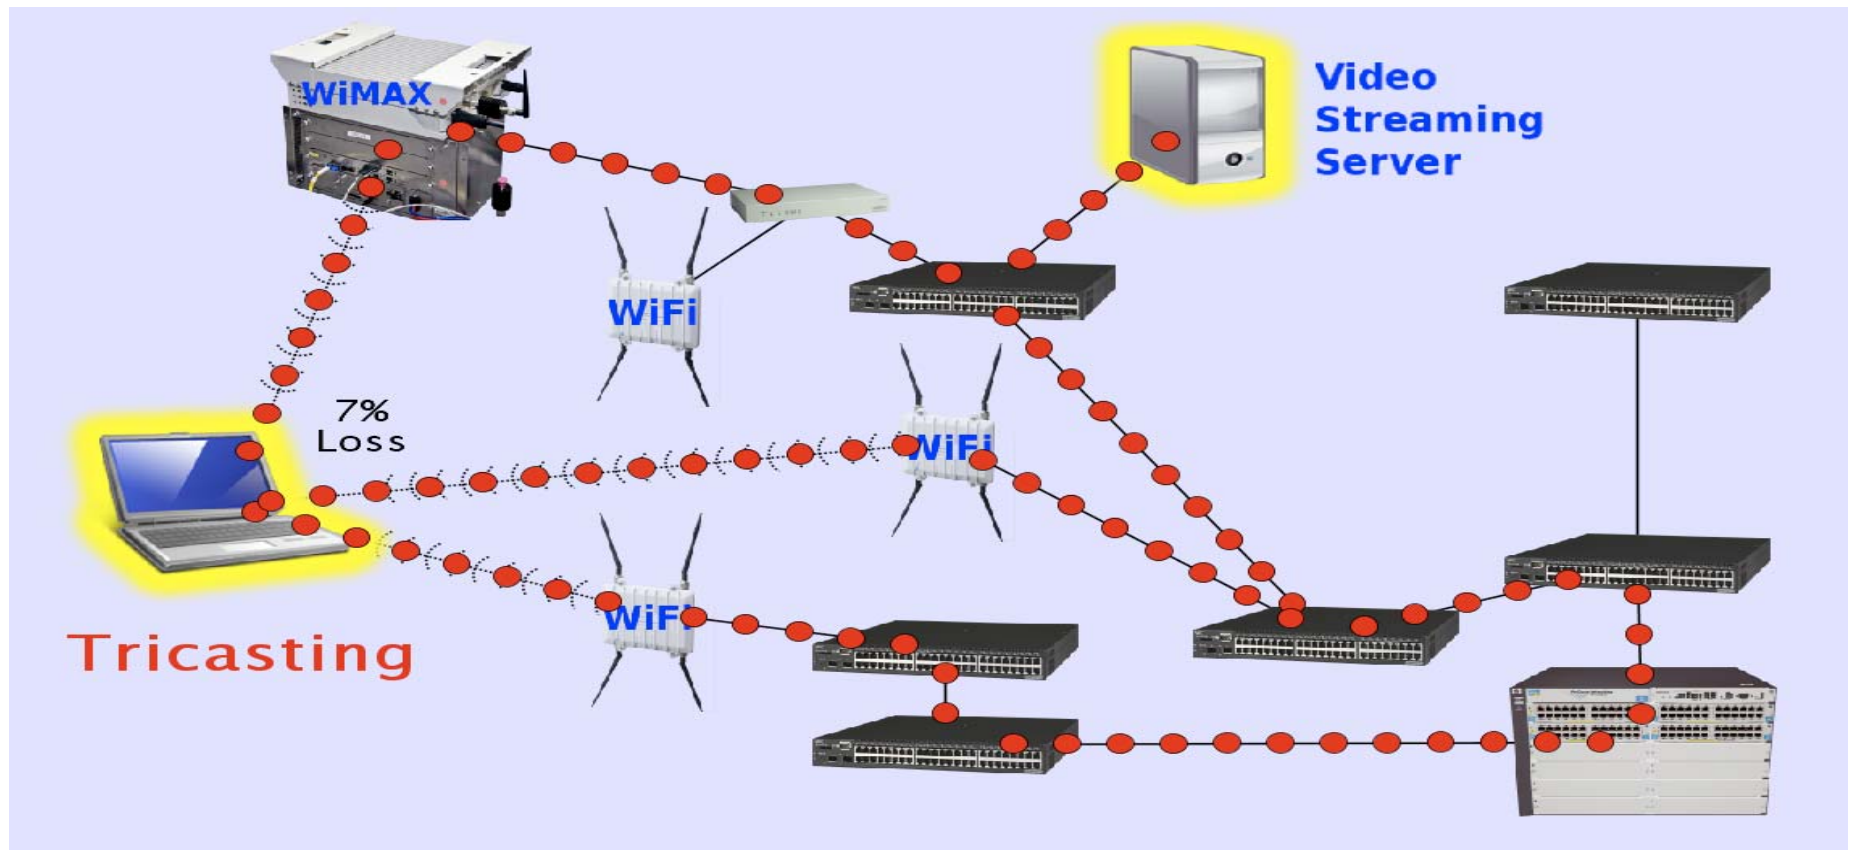 WiMAX
Video
Streaming
Server
WiFi
7%
Loss
WiFi
WiFi
Tricasting